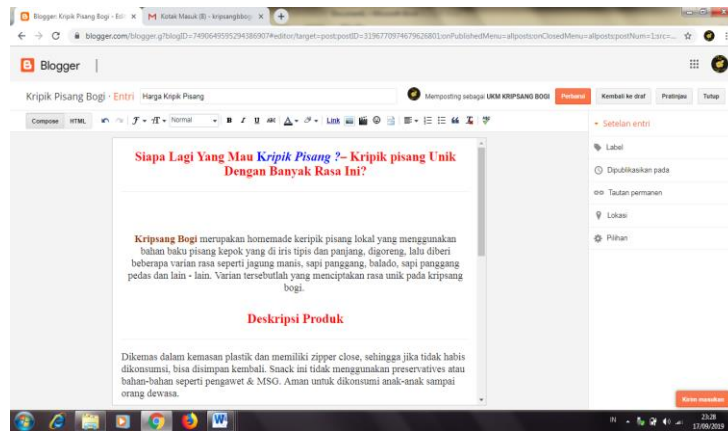 Blogger: Kripik Pisang Bogi - Edi
Kotak Masuk (8) - kripsangbogi
blogger.com/blogger.g?blogID=7490649595294386907#editor/target=post;postID=3196770974679626801;onPublishedMenu=allposts;onClosedMenu=allposts;postNum=1;src=...
Blogger
Kripik Pisang Bogi · Entri Harga Kripik Pisang
Memposting sebagai UKM KRIPSANG BOGI Perbarui Kembali ke draf Pratinjau Tutup
Compose HTML Normal B I U ABC A Link
Setelan entri
Label
Dipublikasikan pada
Tautan permanen
Lokasi
Pilihan
Siapa Lagi Yang Mau Kripik Pisang ?– Kripik pisang Unik
Dengan Banyak Rasa Ini?
Kripsang Bogi merupakan homemade keripik pisang lokal yang menggunakan
bahan baku pisang kepok yang di iris tipis dan panjang, digoreng, lalu diberi
beberapa varian rasa seperti jagung manis, sapi panggang, balado, sapi panggang
pedas dan lain - lain. Varian tersebutlah yang menciptakan rasa unik pada kripsang
bogi.
Deskripsi Produk
Dikemas dalam kemasan plastik dan memiliki zipper close, sehingga jika tidak habis
dikonsumsi, bisa disimpan kembali. Snack ini tidak menggunakan preservatives atau
bahan-bahan seperti pengawet & MSG. Aman untuk dikonsumsi anak-anak sampai
orang dewasa.
Kirim masukan
IN
23:28
17/09/2019